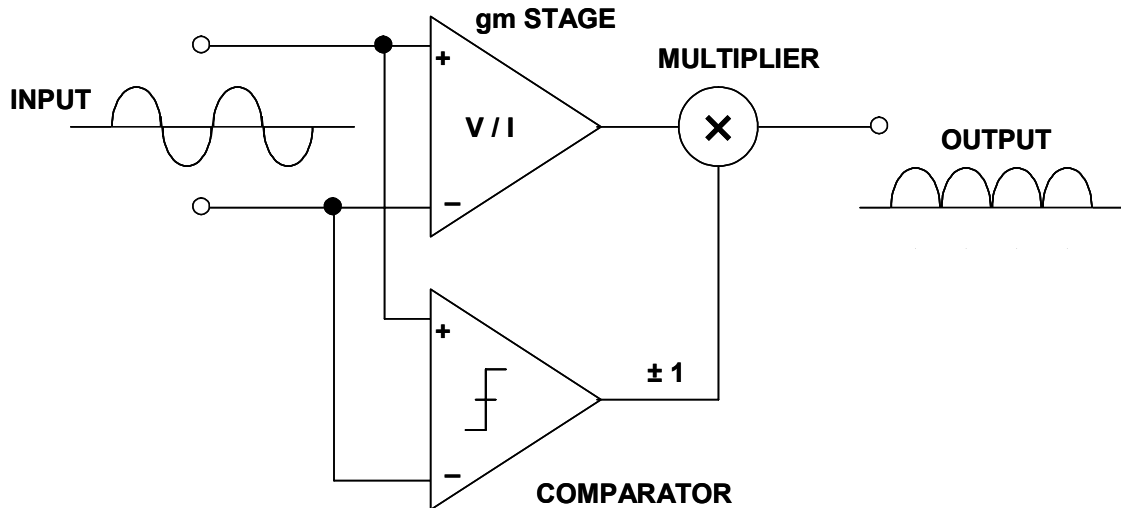 gm STAGE
MULTIPLIER
+
INPUT
V / I
×
OUTPUT
−
+
± 1
−
COMPARATOR